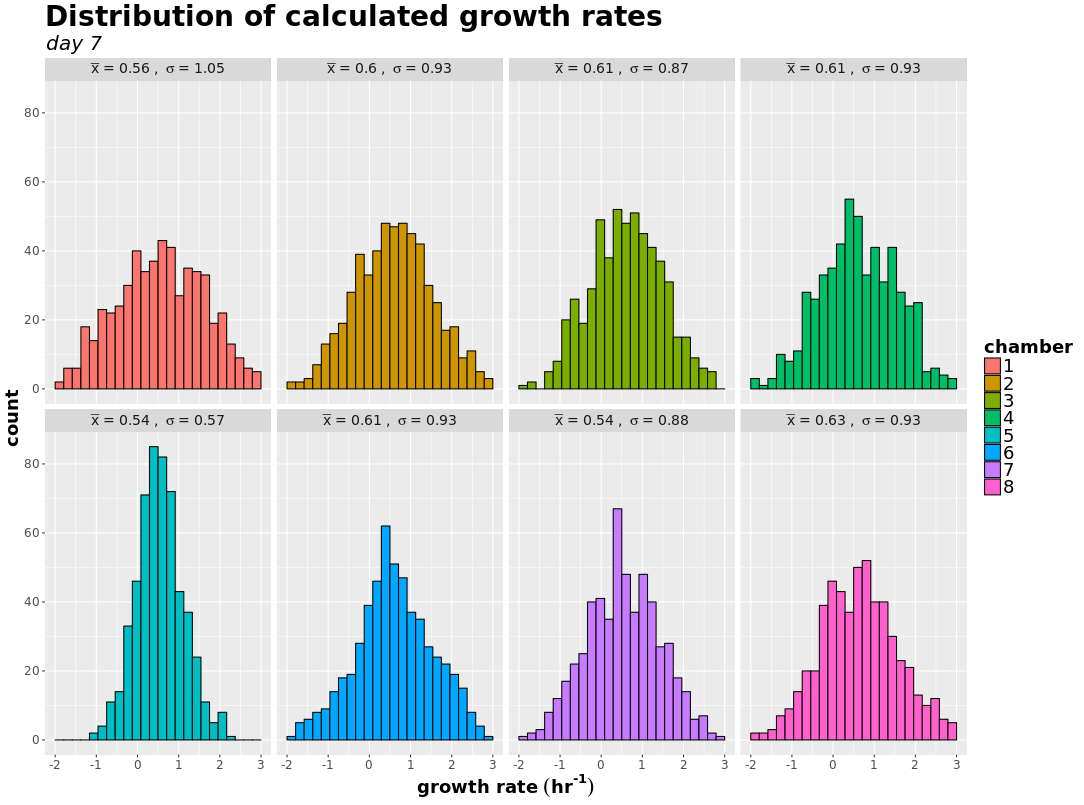 Distribution of calculated growth rates
day 7
x̅ = 0.56 , σ = 1.05
x̅ = 0.6 , σ = 0.93
x̅ = 0.61 , σ = 0.87
x̅ = 0.61 , σ = 0.93
80
60
40
20
0
x̅ = 0.54 , σ = 0.57
x̅ = 0.61 , σ = 0.93
x̅ = 0.54 , σ = 0.88
x̅ = 0.63 , σ = 0.93
80
60
40
20
0
-2 -1 0 1 2 3 -2 -1 0 1 2 3 -2 -1 0 1 2 3 -2 -1 0 1 2 3
growth rate (hr⁻¹)
count
chamber
1
2
3
4
5
6
7
8